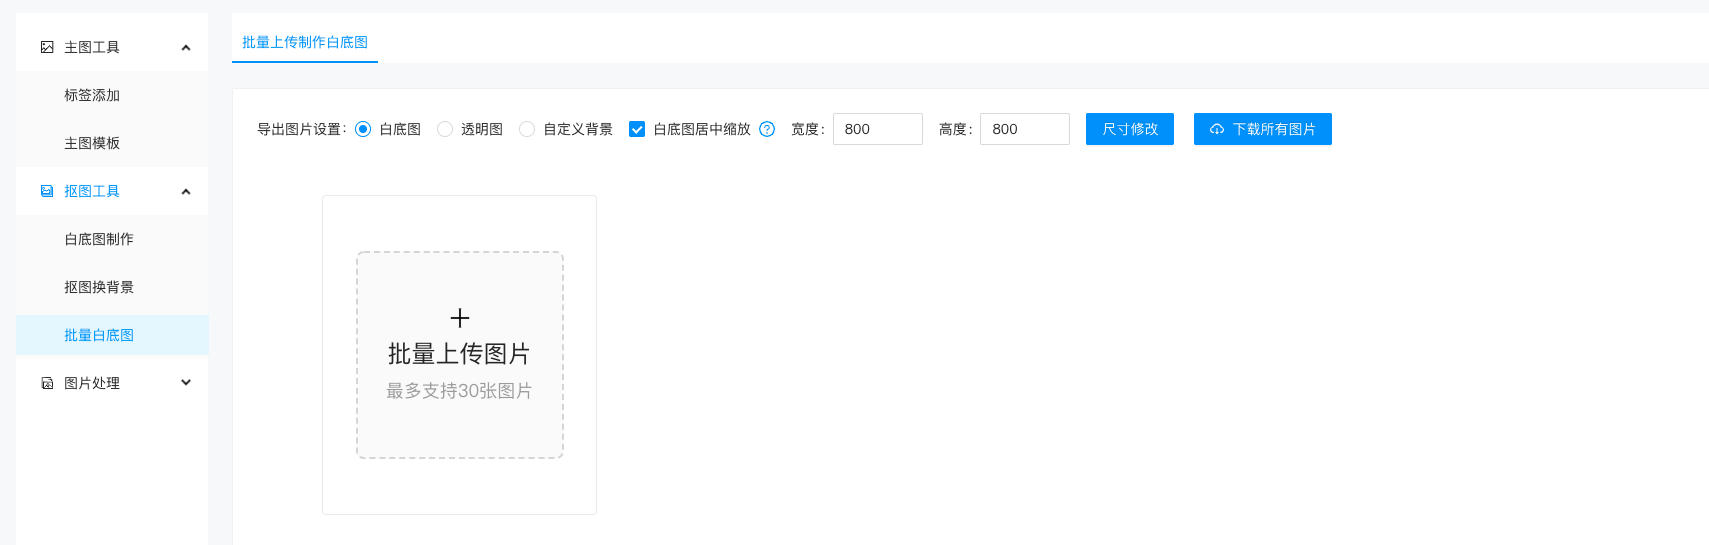 主图工具
标签添加
主图模板
抠图工具
白底图制作
抠图换背景
批量白底图
图片处理
批量上传制作白底图
导出图片设置: 白底图 透明图 自定义背景 白底图居中缩放 ? 宽度: 800 高度: 800 尺寸修改 下载所有图片
批量上传图片
最多支持30张图片